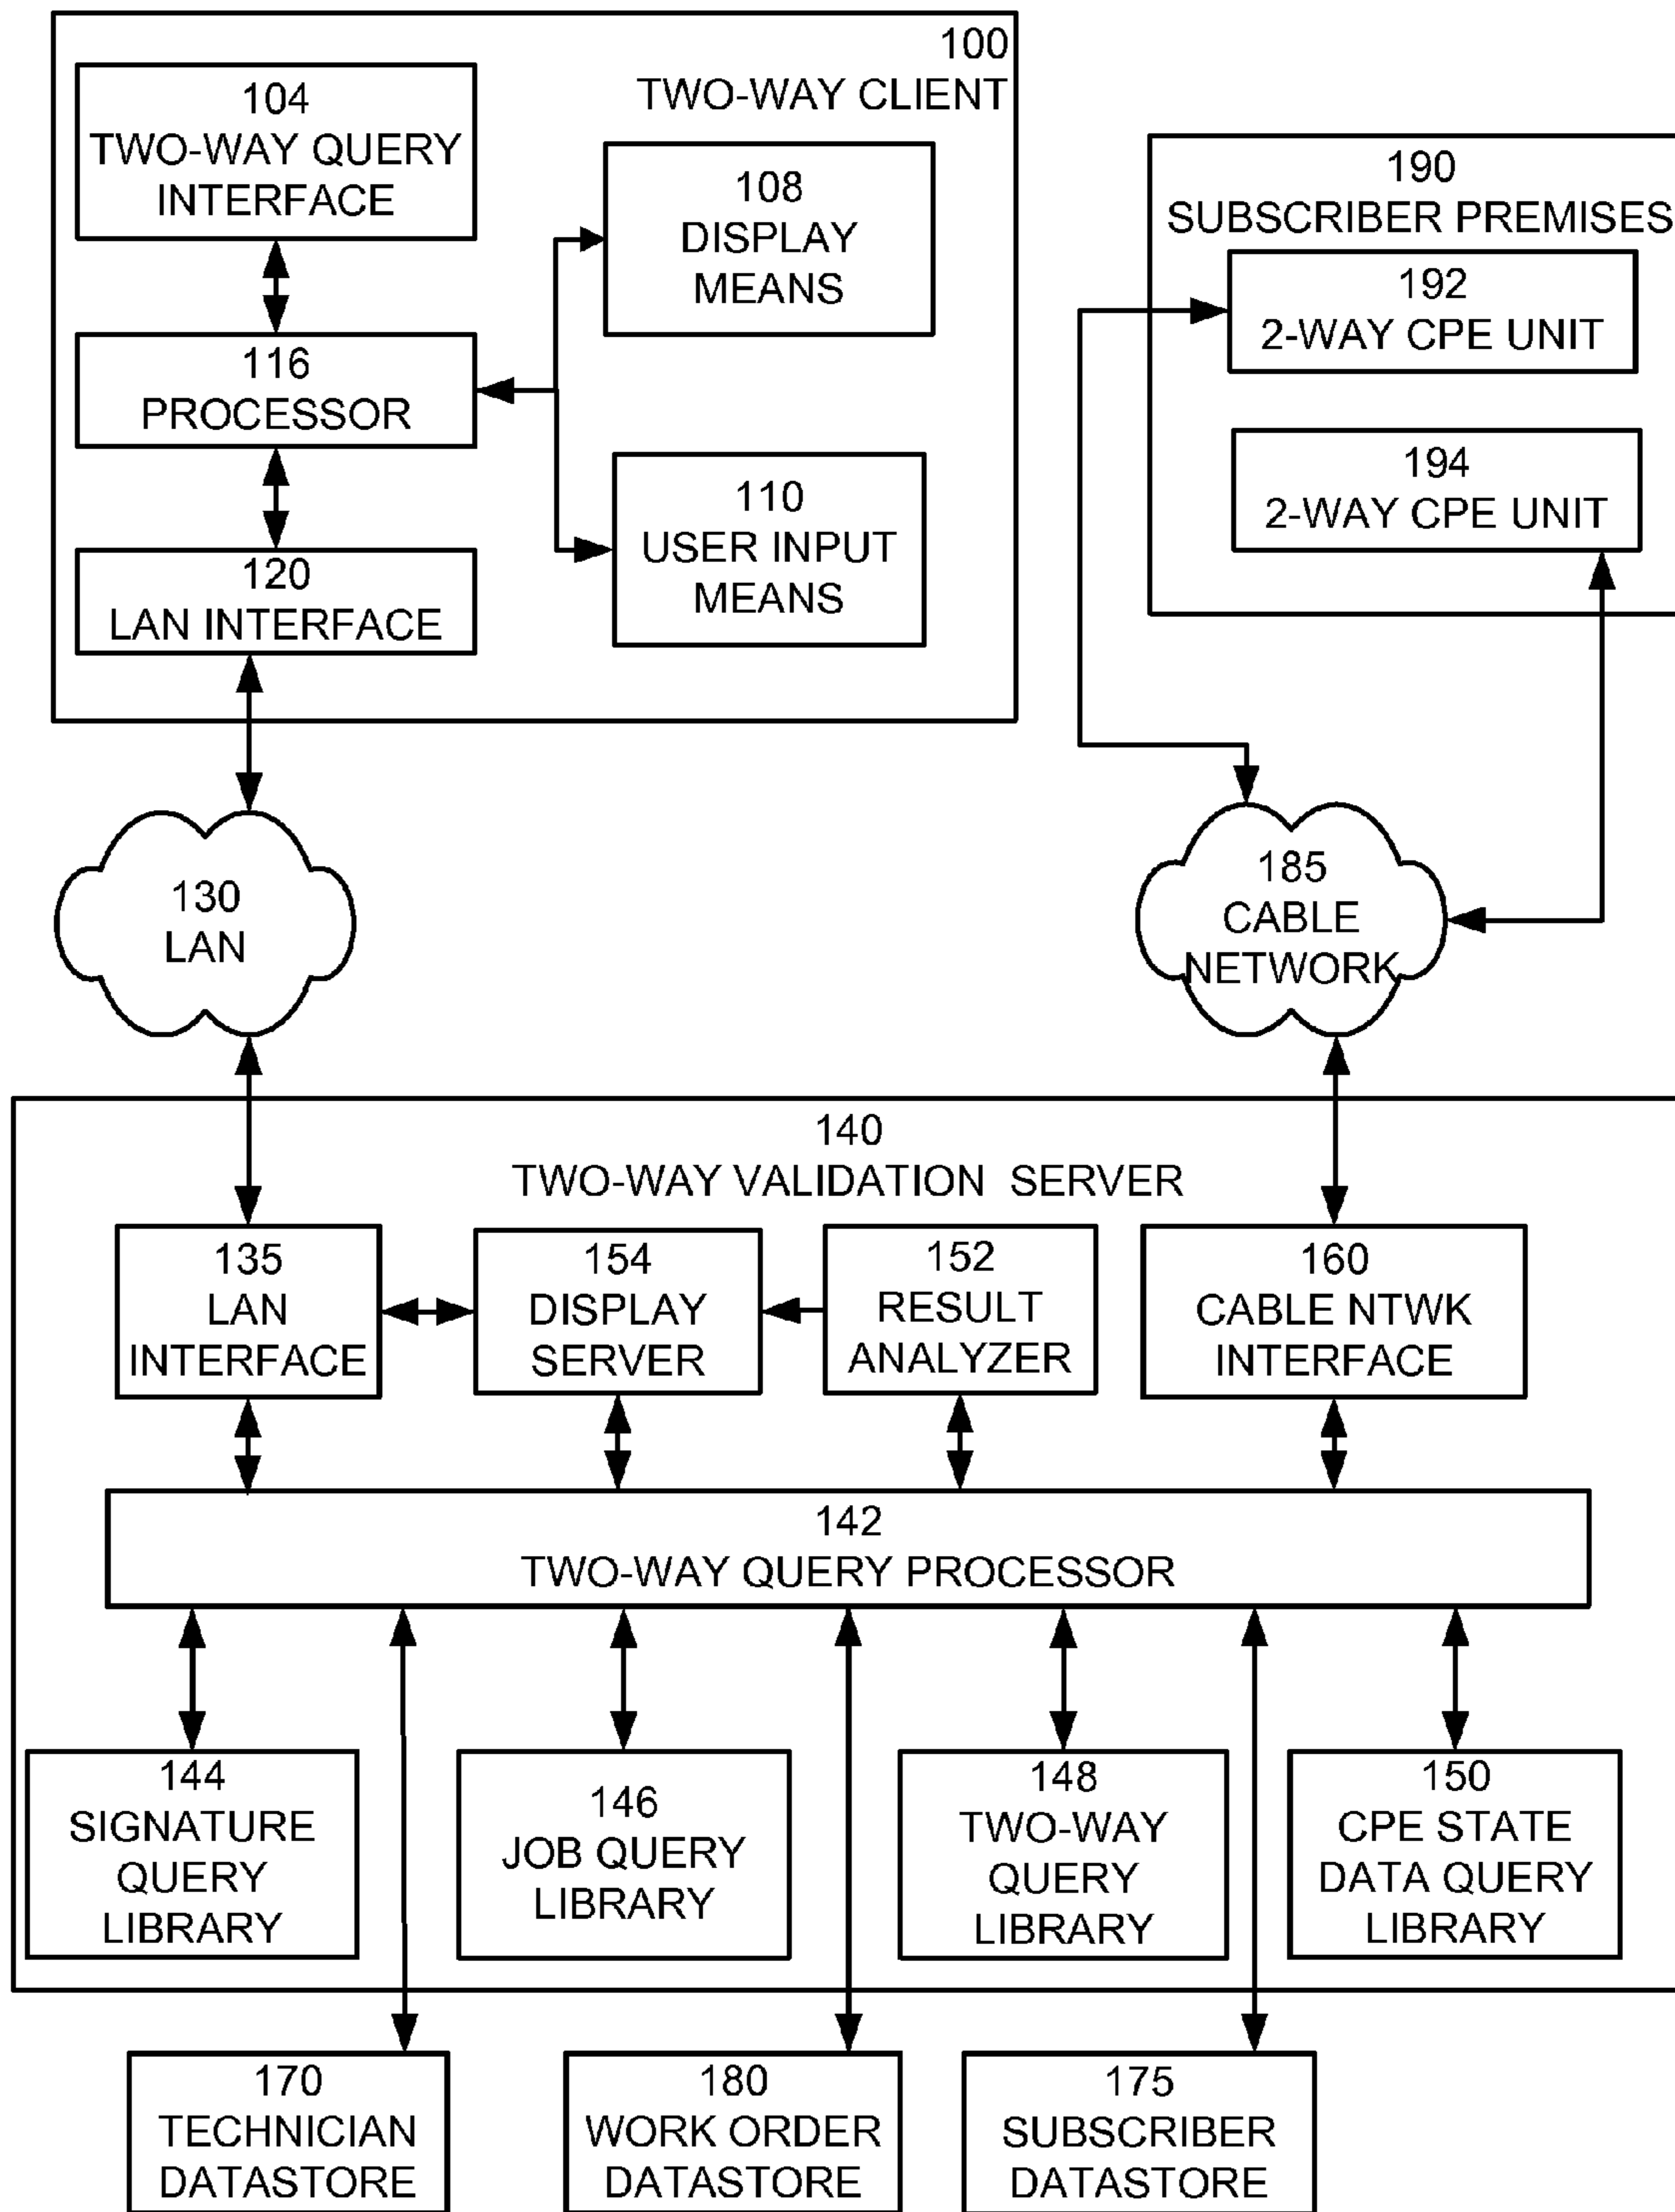 100
TWO-WAY CLIENT
104
TWO-WAY QUERY
INTERFACE
108
DISPLAY
MEANS
116
PROCESSOR
110
USER INPUT
MEANS
120
LAN INTERFACE
190
SUBSCRIBER PREMISES
192
2-WAY CPE UNIT
194
2-WAY CPE UNIT
130
LAN
185
CABLE
NETWORK
140
TWO-WAY VALIDATION SERVER
135
LAN
INTERFACE
154
DISPLAY
SERVER
152
RESULT
ANALYZER
160
CABLE NTWK
INTERFACE
142
TWO-WAY QUERY PROCESSOR
144
SIGNATURE
QUERY
LIBRARY
146
JOB QUERY
LIBRARY
148
TWO-WAY
QUERY
LIBRARY
150
CPE STATE
DATA QUERY
LIBRARY
170
TECHNICIAN
DATASTORE
180
WORK ORDER
DATASTORE
175
SUBSCRIBER
DATASTORE